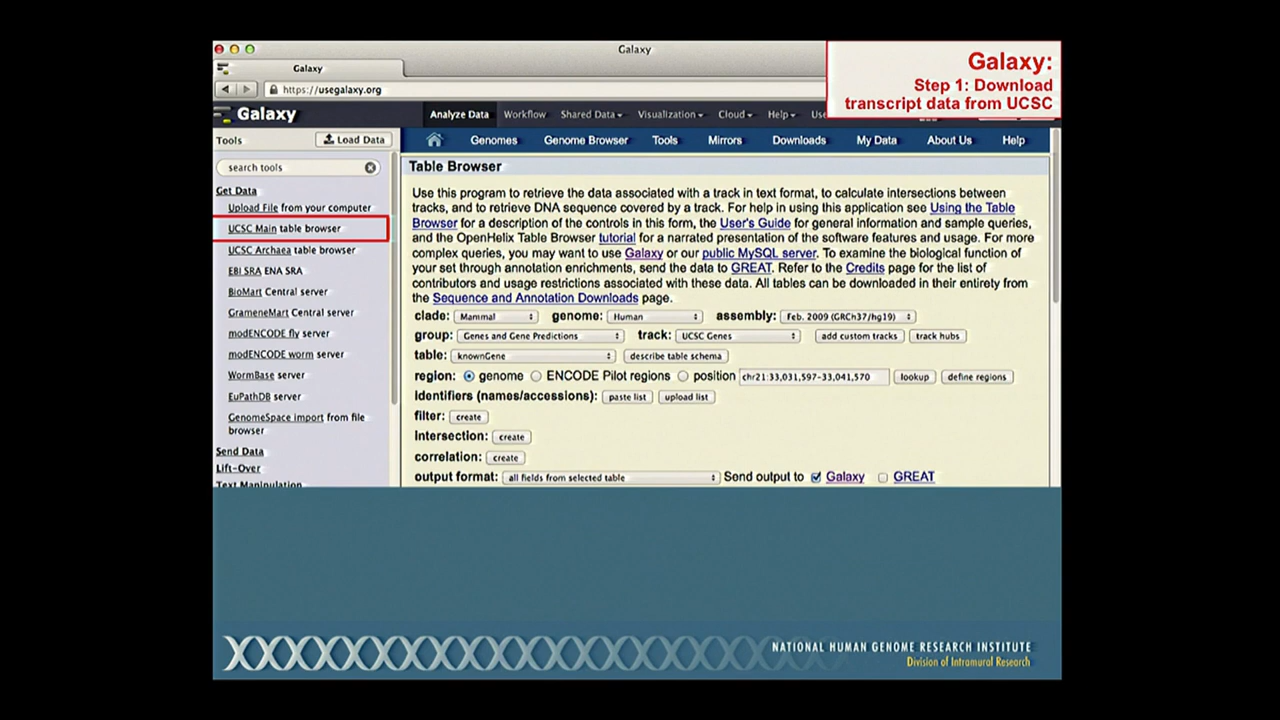 Galaxy
Galaxy:
Step 1: Download
transcript data from UCSC
Galaxy
https://usegalaxy.org
Galaxy
Analyze Data Workflow Shared Data Visualization Cloud Help
Tools Load Data
Genomes Genome Browser Tools Mirrors Downloads My Data About Us Help
search tools
Get Data
Upload File from your computer
UCSC Main table browser
UCSC Archaea table browser
EBI SRA ENA SRA
BioMart Central server
GrameneMart Central server
modENCODE fly server
modENCODE worm server
WormBase server
EuPathDB server
GenomeSpace import from file
browser
Send Data
Lift-Over
Text Manipulation
Table Browser
Use this program to retrieve the data associated with a track in text format, to calculate intersections between
tracks, and to retrieve DNA sequence covered by a track. For help in using this application see Using the Table
Browser for a description of the controls in this form, the User's Guide for general information and sample queries,
and the OpenHelix Table Browser tutorial for a narrated presentation of the software features and usage. For more
complex queries, you may want to use Galaxy or our public MySQL server. To examine the biological function of
your set through annotation enrichments, send the data to GREAT. Refer to the Credits page for the list of
contributors and usage restrictions associated with these data. All tables can be downloaded in their entirety from
the Sequence and Annotation Downloads page.
clade: Mammal genome: Human assembly: Feb. 2009 (GRCh37/hg19)
group: Genes and Gene Predictions track: UCSC Genes add custom tracks track hubs
table: knownGene describe table schema
region: genome ENCODE Pilot regions position chr21:33,031,597-33,041,570 lookup define regions
identifiers (names/accessions): paste list upload list
filter: create
intersection: create
correlation: create
output format: all fields from selected table Send output to Galaxy GREAT
NATIONAL HUMAN GENOME RESEARCH INSTITUTE
Division of Intramural Research